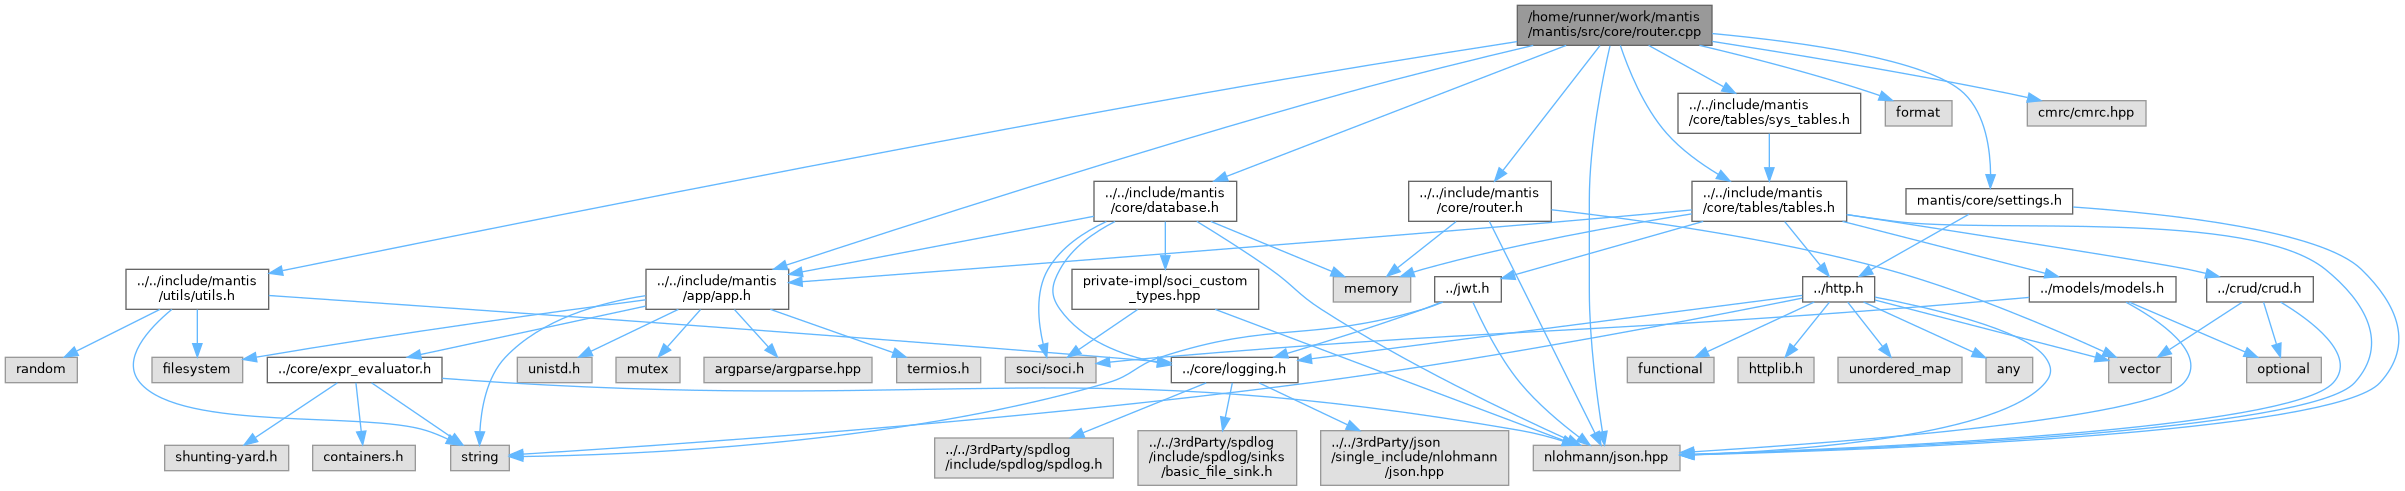 /home/runner/work/mantis
/mantis/src/core/router.cpp
../../include/mantis
/core/tables/sys_tables.h
format
cmrc/cmrc.hpp
../../include/mantis
/core/database.h
../../include/mantis
/core/router.h
../../include/mantis
/core/tables/tables.h
mantis/core/settings.h
../../include/mantis
/utils/utils.h
../../include/mantis
/app/app.h
private-impl/soci_custom
_types.hpp
memory
../jwt.h
../http.h
../models/models.h
../crud/crud.h
random
filesystem
../core/expr_evaluator.h
unistd.h
mutex
argparse/argparse.hpp
termios.h
soci/soci.h
../core/logging.h
functional
httplib.h
unordered_map
any
vector
optional
shunting-yard.h
containers.h
string
../../3rdParty/spdlog
/include/spdlog/spdlog.h
../../3rdParty/spdlog
/include/spdlog/sinks
/basic_file_sink.h
../../3rdParty/json
/single_include/nlohmann
/json.hpp
nlohmann/json.hpp